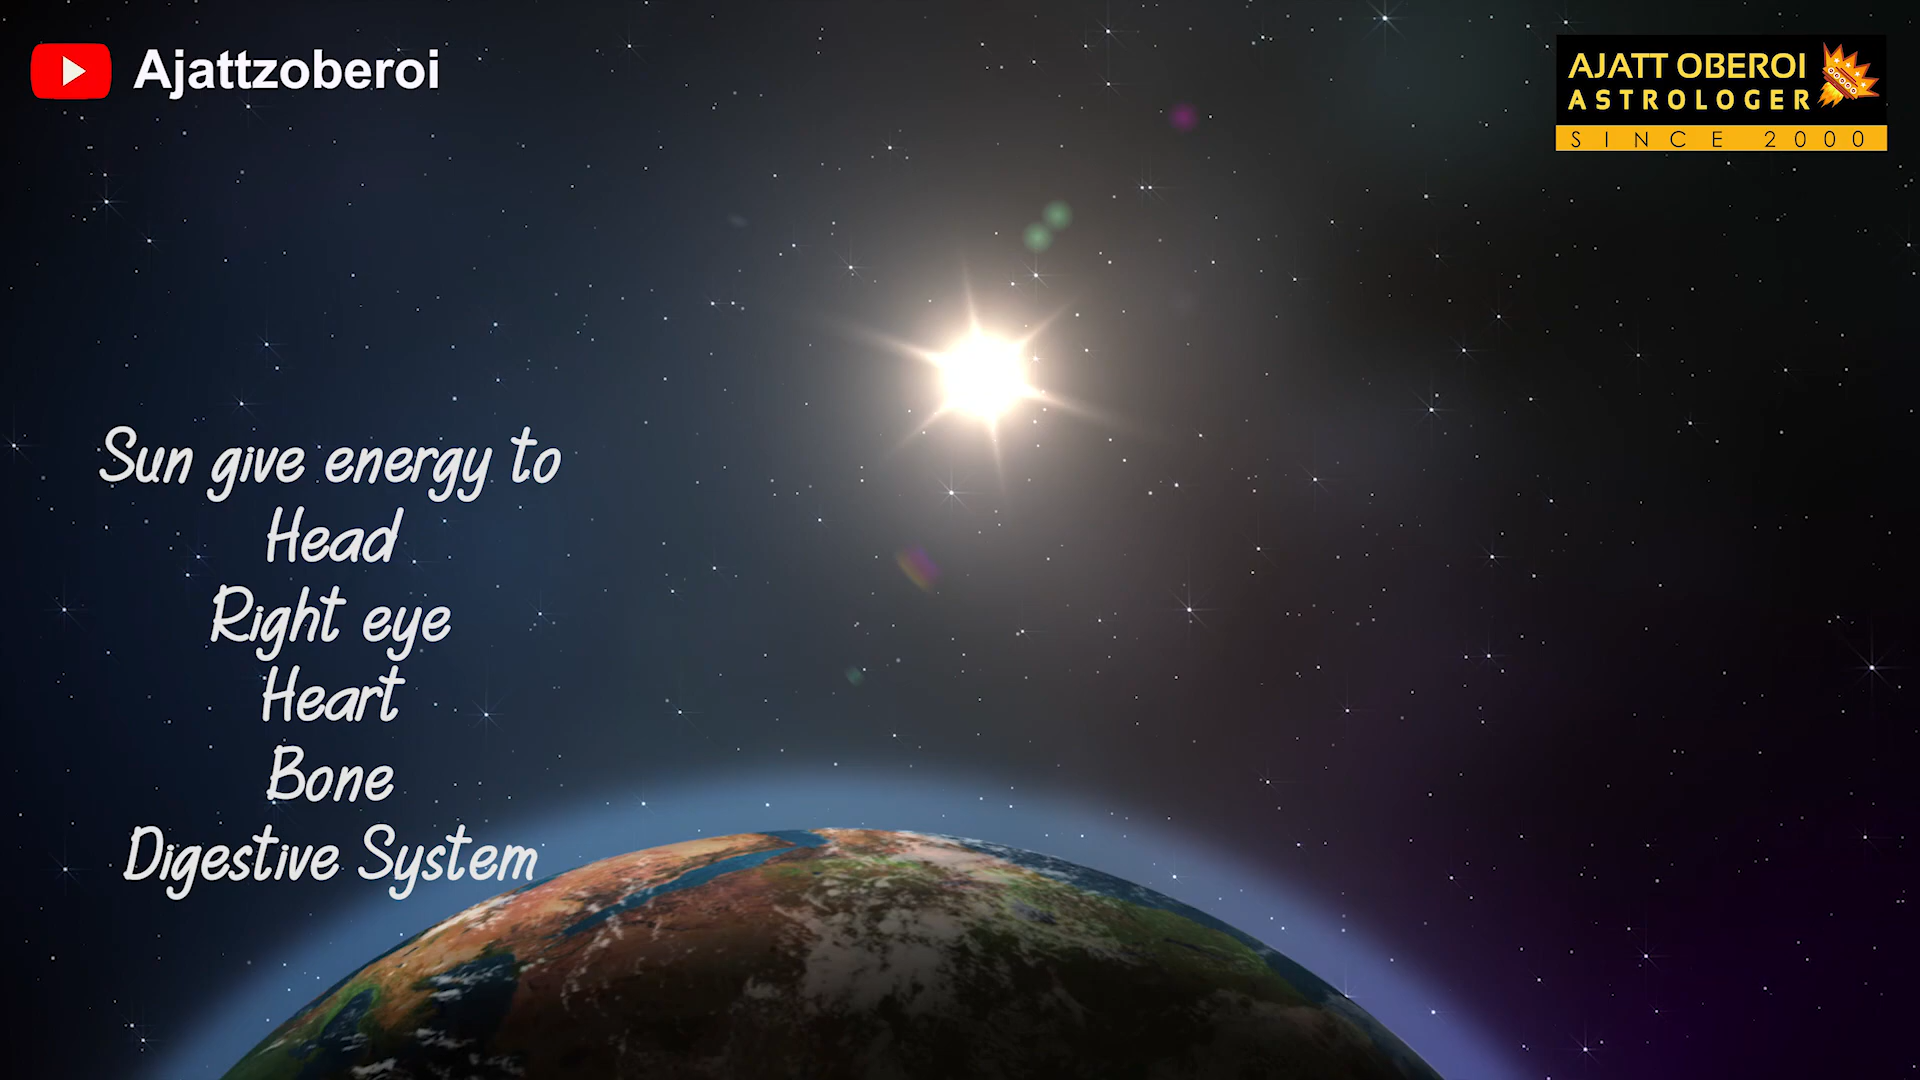 Ajattzoberoi
AJATT OBEROI
ASTROLOGER
SINCE 2000
Sun give energy to
Head
Right eye
Heart
Bone
Digestive System